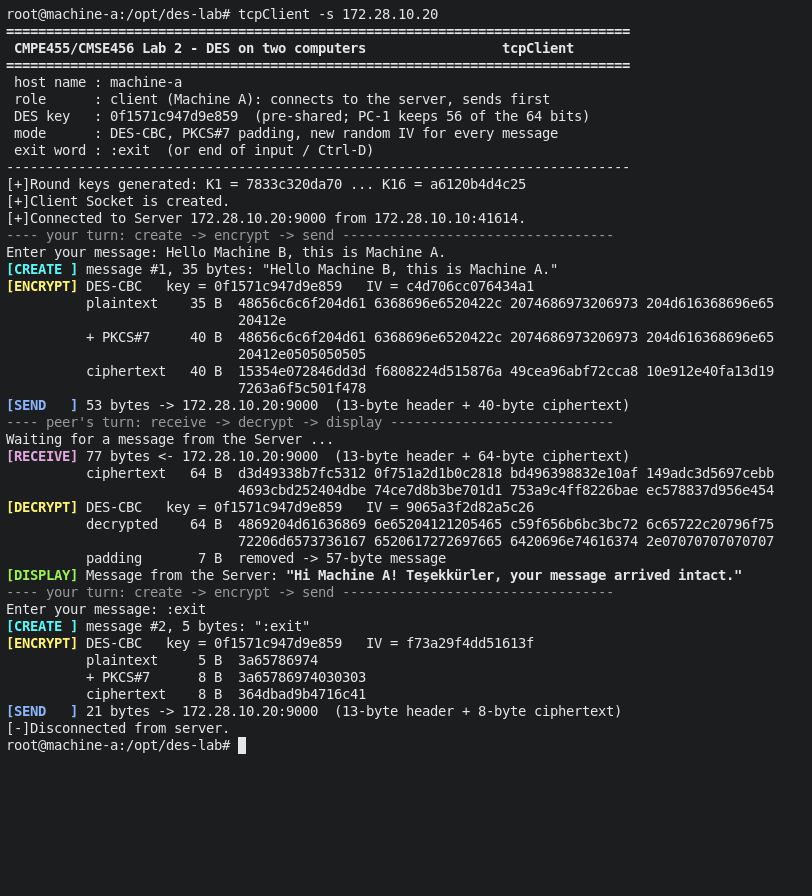 root@machine-a:/opt/des-lab# tcpClient -s 172.28.10.20
==============================================================================
 CMPE455/CMSE456 Lab 2 - DES on two computers                 tcpClient
==============================================================================
 host name : machine-a
 role      : client (Machine A): connects to the server, sends first
 DES key   : 0f1571c947d9e859  (pre-shared; PC-1 keeps 56 of the 64 bits)
 mode      : DES-CBC, PKCS#7 padding, new random IV for every message
 exit word : :exit  (or end of input / Ctrl-D)
------------------------------------------------------------------------------
[+]Round keys generated: K1 = 7833c320da70 ... K16 = a6120b4d4c25
[+]Client Socket is created.
[+]Connected to Server 172.28.10.20:9000 from 172.28.10.10:41614.
---- your turn: create -> encrypt -> send ----------------------------------
Enter your message: Hello Machine B, this is Machine A.
[CREATE ] message #1, 35 bytes: "Hello Machine B, this is Machine A."
[ENCRYPT] DES-CBC   key = 0f1571c947d9e859   IV = c4d706cc076434a1
          plaintext    35 B  48656c6c6f204d61 6368696e6520422c 2074686973206973 204d616368696e65
                             20412e
          + PKCS#7     40 B  48656c6c6f204d61 6368696e6520422c 2074686973206973 204d616368696e65
                             20412e0505050505
          ciphertext   40 B  15354e072846dd3d f6808224d515876a 49cea96abf72cca8 10e912e40fa13d19
                             7263a6f5c501f478
[SEND   ] 53 bytes -> 172.28.10.20:9000  (13-byte header + 40-byte ciphertext)
---- peer's turn: receive -> decrypt -> display ----------------------------
Waiting for a message from the Server ...
[RECEIVE] 77 bytes <- 172.28.10.20:9000  (13-byte header + 64-byte ciphertext)
          ciphertext   64 B  d3d49338b7fc5312 0f751a2d1b0c2818 bd496398832e10af 149adc3d5697cebb
                             4693cbd252404dbe 74ce7d8b3be701d1 753a9c4ff8226bae ec578837d956e454
[DECRYPT] DES-CBC   key = 0f1571c947d9e859   IV = 9065a3f2d82a5c26
          decrypted    64 B  4869204d61636869 6e65204121205465 c59f656b6bc3bc72 6c65722c20796f75
                             72206d6573736167 6520617272697665 6420696e74616374 2e07070707070707
          padding       7 B  removed -> 57-byte message
[DISPLAY] Message from the Server: "Hi Machine A! Teşekkürler, your message arrived intact."
---- your turn: create -> encrypt -> send ----------------------------------
Enter your message: :exit
[CREATE ] message #2, 5 bytes: ":exit"
[ENCRYPT] DES-CBC   key = 0f1571c947d9e859   IV = f73a29f4dd51613f
          plaintext     5 B  3a65786974
          + PKCS#7      8 B  3a65786974030303
          ciphertext    8 B  364dbad9b4716c41
[SEND   ] 21 bytes -> 172.28.10.20:9000  (13-byte header + 8-byte ciphertext)
[-]Disconnected from server.
root@machine-a:/opt/des-lab#